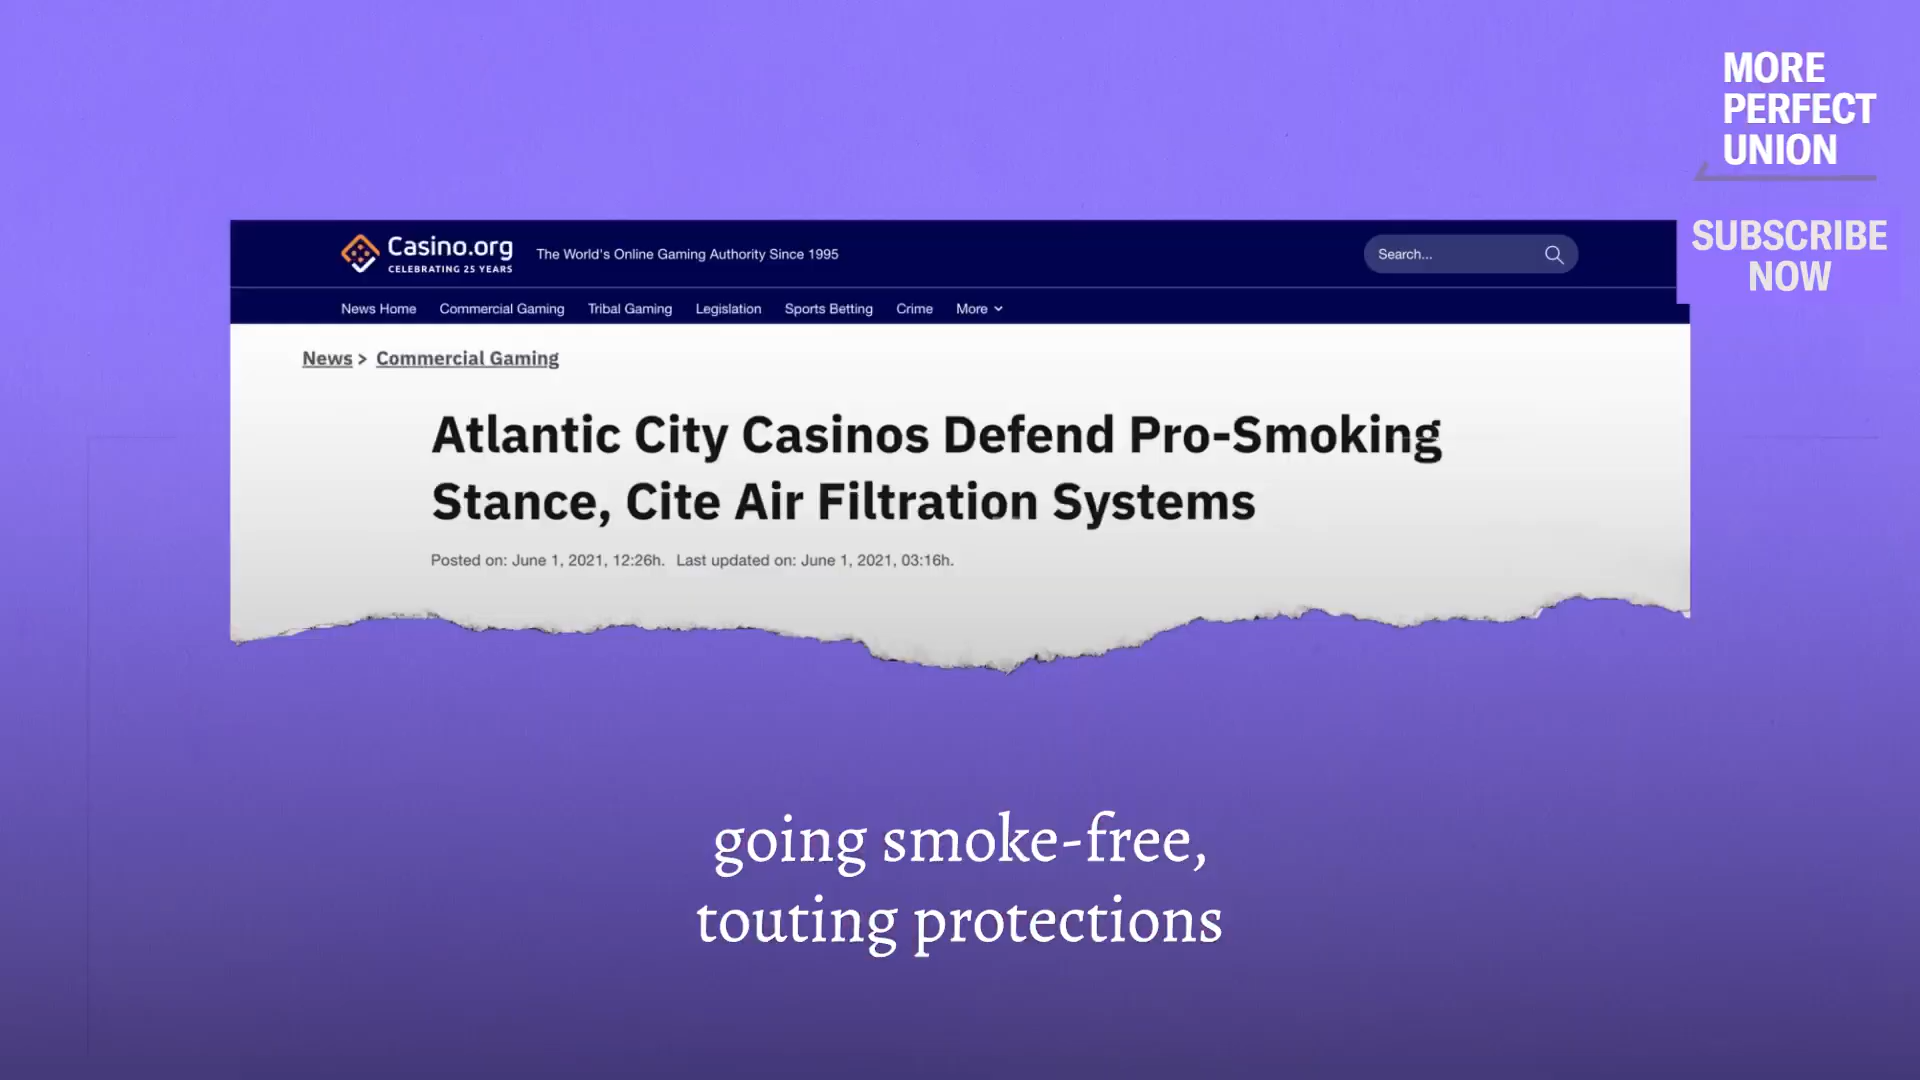 MORE
PERFECT
UNION
SUBSCRIBE
NOW
Casino.org
CELEBRATING 25 YEARS
The World's Online Gaming Authority Since 1995
Search...
News Home Commercial Gaming Tribal Gaming Legislation Sports Betting Crime More
News > Commercial Gaming
Atlantic City Casinos Defend Pro-Smoking
Stance, Cite Air Filtration Systems
Posted on: June 1, 2021, 12:26h. Last updated on: June 1, 2021, 03:16h.
going smoke-free,
touting protections